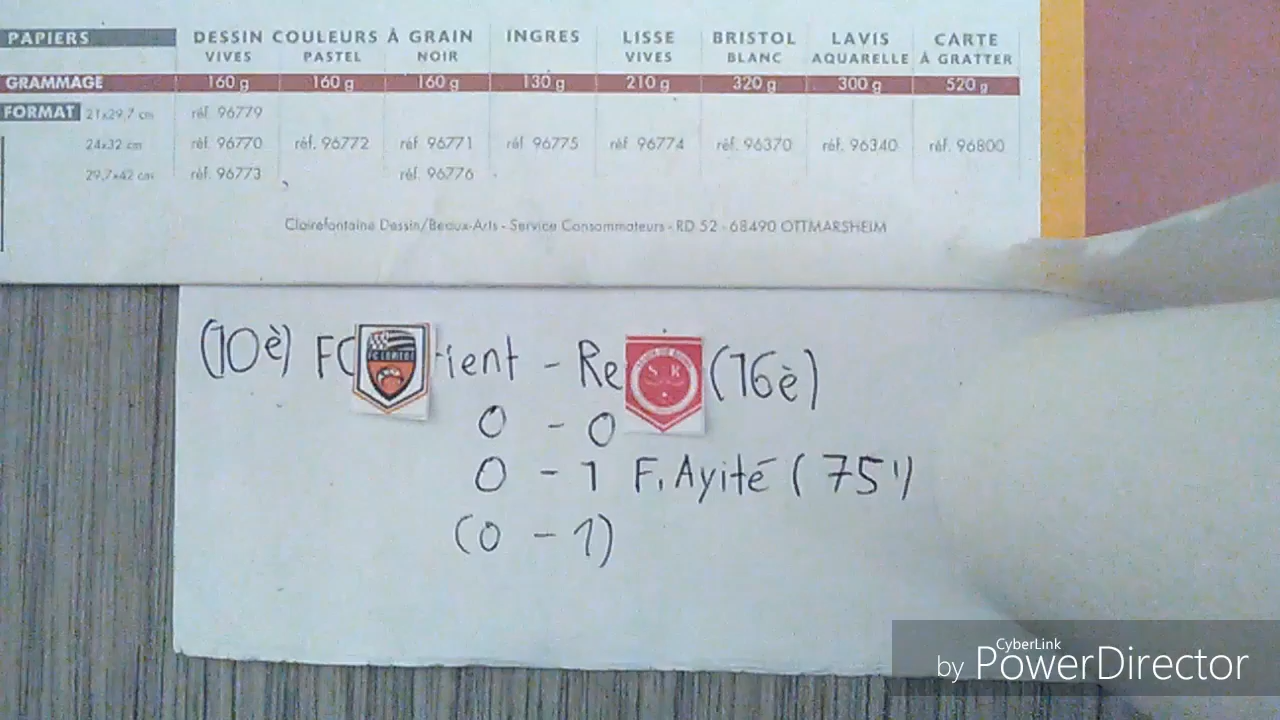 PAPIERS DESSIN COULEURS À GRAIN INGRES LISSE BRISTOL LAVIS CARTE
VIVES PASTEL NOIR VIVES BLANC AQUARELLE À GRATTER
GRAMMAGE 160 g 160 g 160 g 130 g 210 g 320 g 300 g 520 g
FORMAT 21x29,7 cm réf. 96779
24x32 cm réf. 96770 réf. 96772 réf. 96771 réf. 96775 réf. 96774 réf. 96370 réf. 96340 réf. 96800
29,7x42 cm réf. 96773 réf. 96776
Clairefontaine Dessin/Beaux-Arts - Service Consommateurs - RD 52 - 68490 OTTMARSHEIM
(10è) FC FC LORIENT rient - Re S R (16è)
0 - 0
0 - 1 F. Ayité (75')
(0 - 1)
by CyberLink PowerDirector